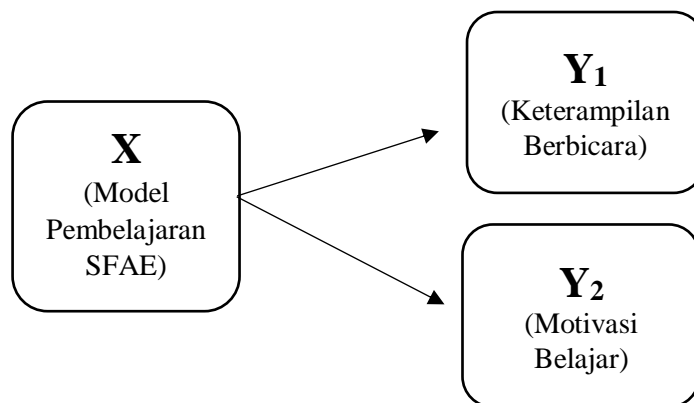 X
(Model
Pembelajaran
SFAE)
Y₁
(Keterampilan
Berbicara)
Y₂
(Motivasi
Belajar)